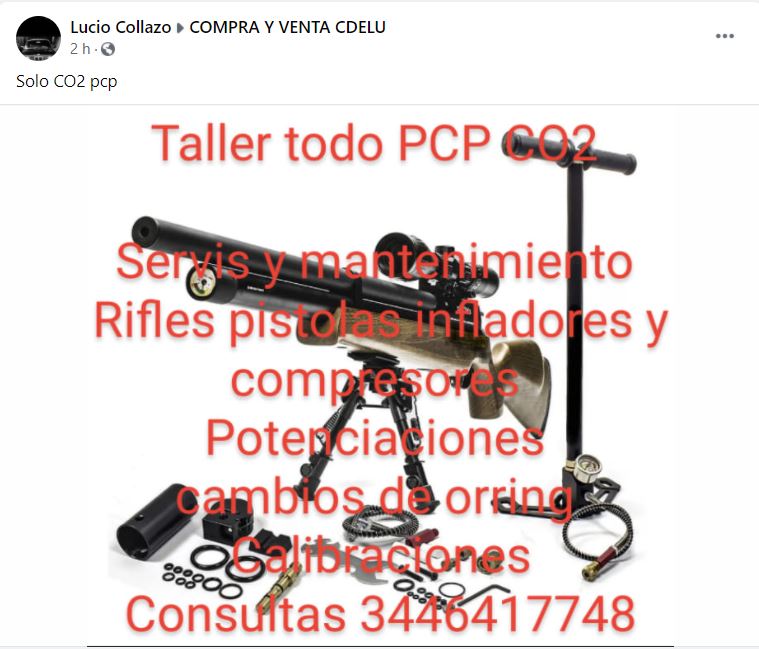 Lucio Collazo ▸ COMPRA Y VENTA CDELU
2 h ·
Solo CO2 pcp
Taller todo PCP CO2
Servis y mantenimiento
Rifles pistolas infladores y
compresores
Potenciaciones
cambios de orring
Calibraciones
Consultas 3446417748